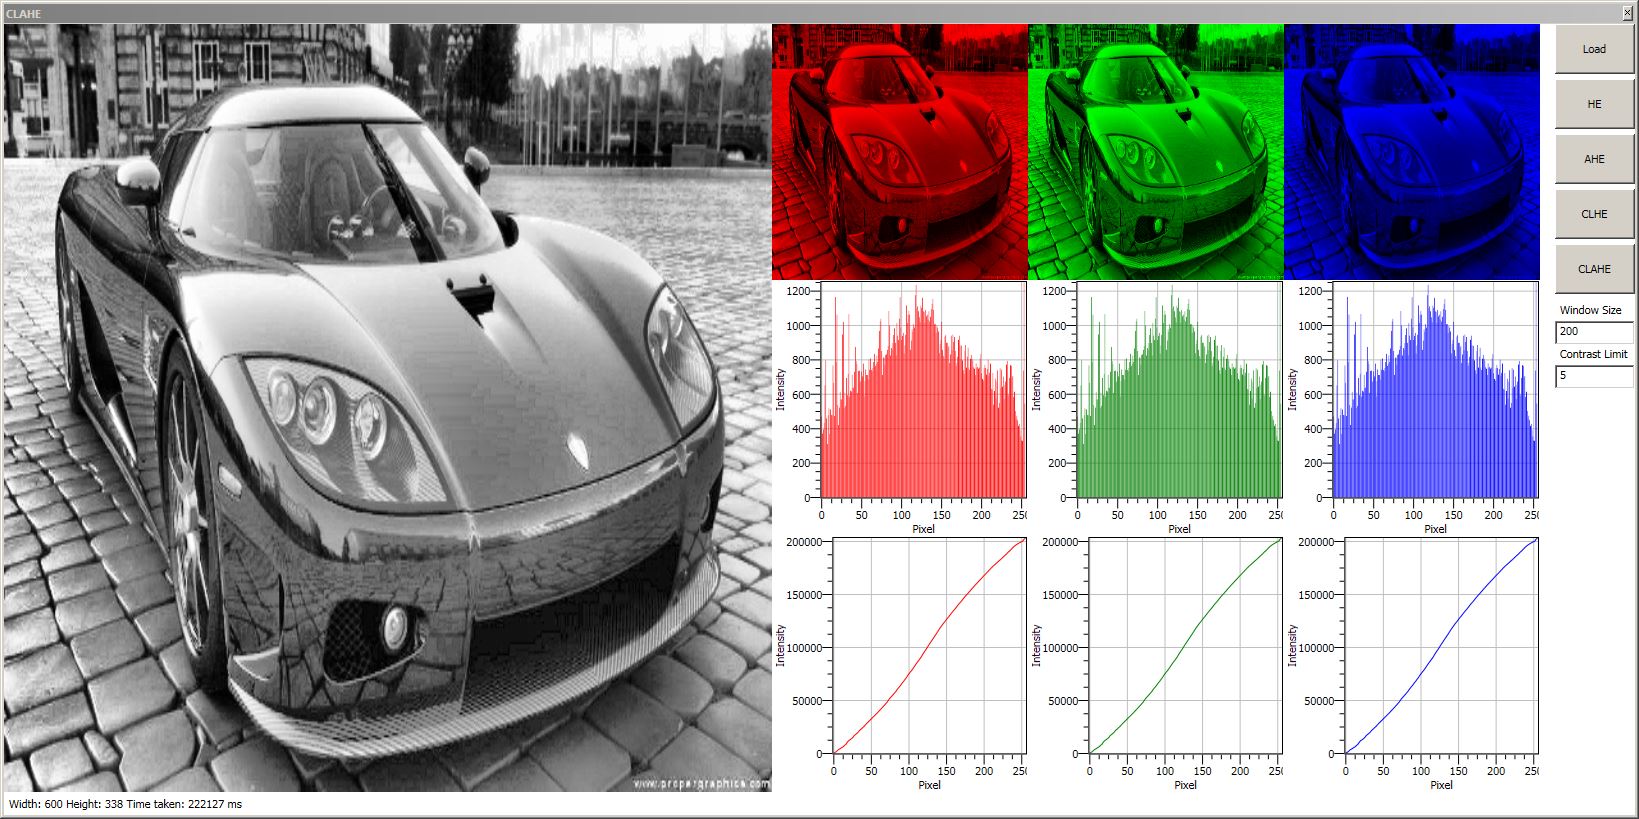 CLAHE
www.propergraphics.com
Width: 600 Height: 338 Time taken: 222127 ms
1200
1000
800
600
400
200
0
Intensity
0 50 100 150 200 250
Pixel
1200
1000
800
600
400
200
0
Intensity
0 50 100 150 200 250
Pixel
1200
1000
800
600
400
200
0
Intensity
0 50 100 150 200 250
Pixel
200000
150000
100000
50000
0
Intensity
0 50 100 150 200 250
Pixel
200000
150000
100000
50000
0
Intensity
0 50 100 150 200 250
Pixel
200000
150000
100000
50000
0
Intensity
0 50 100 150 200 250
Pixel
Load
HE
AHE
CLHE
CLAHE
Window Size
200
Contrast Limit
5